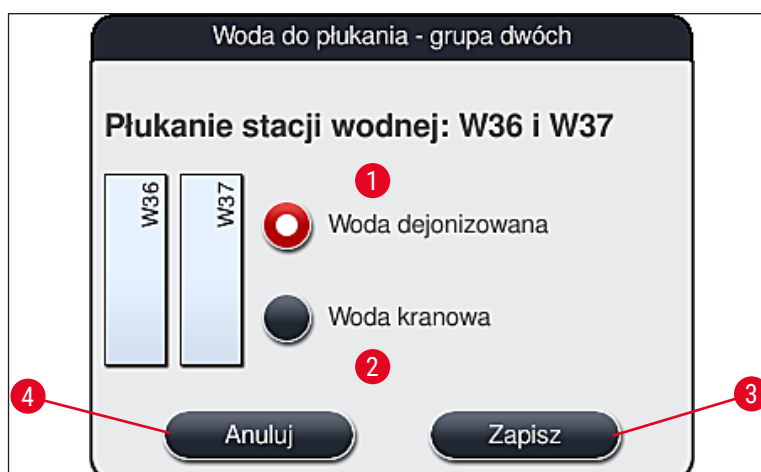 Woda do płukania - grupa dwóch
Płukanie stacji wodnej: W36 i W37
W36
W37
1
Woda dejonizowana
Woda kranowa
2
4
Anuluj
Zapisz
3